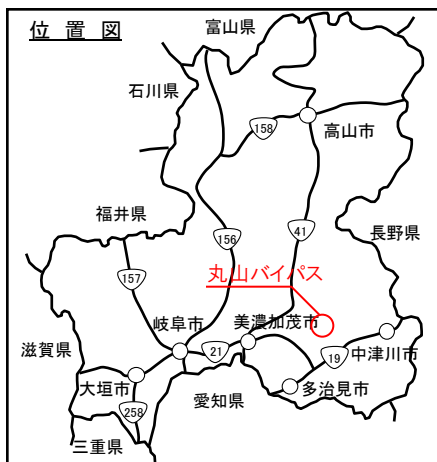 位置図
富山県
石川県
158
高山市
福井県
156
41
長野県
157
丸山バイパス
岐阜市
美濃加茂市
滋賀県
21
19
中津川市
大垣市
多治見市
愛知県
258
三重県